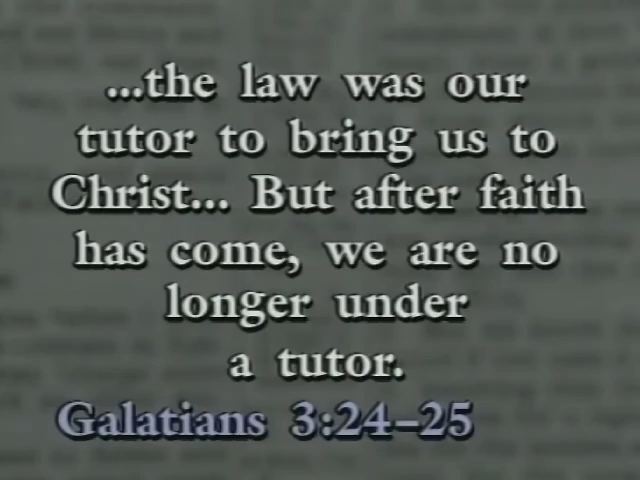 ...the law was our
tutor to bring us to
Christ... But after faith
has come, we are no
longer under
a tutor.
Galatians 3:24–25